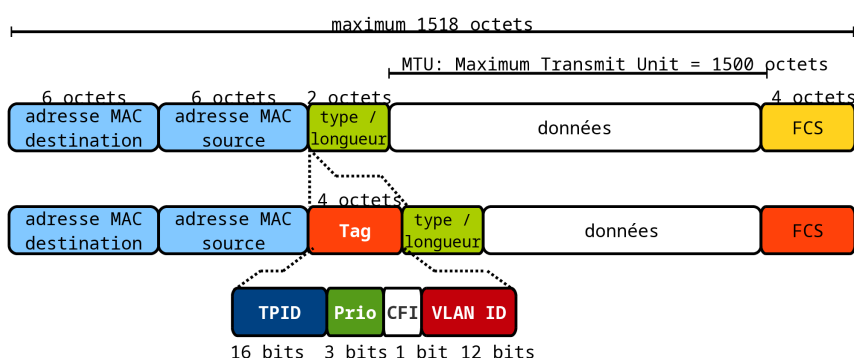 maximum 1518 octets
MTU: Maximum Transmit Unit = 1500 octets
6 octets 6 octets 2 octets 4 octets
adresse MAC destination
adresse MAC source
type / longueur
données
FCS
4 octets
adresse MAC destination
adresse MAC source
Tag
type / longueur
données
FCS
TPID Prio CFI VLAN ID
16 bits 3 bits 1 bit 12 bits